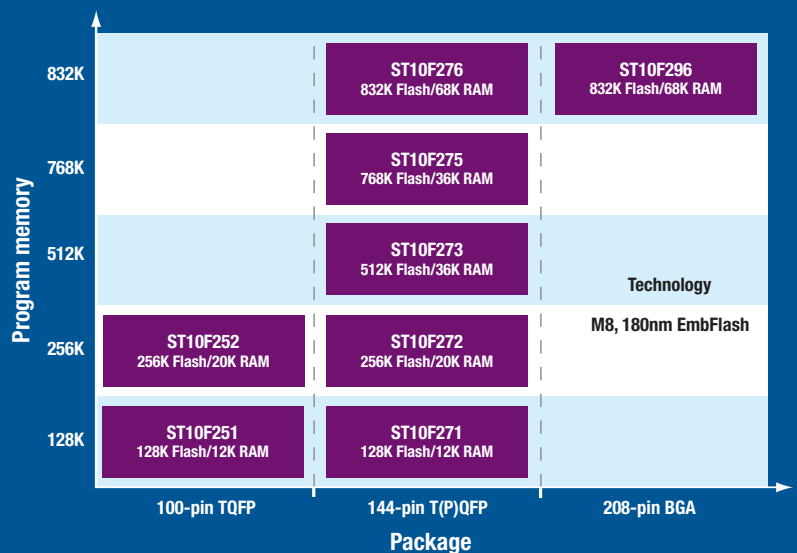 Program memory
832K
ST10F276
832K Flash/68K RAM
ST10F296
832K Flash/68K RAM
768K
ST10F275
768K Flash/36K RAM
512K
ST10F273
512K Flash/36K RAM
Technology
M8, 180nm EmbFlash
256K
ST10F252
256K Flash/20K RAM
ST10F272
256K Flash/20K RAM
128K
ST10F251
128K Flash/12K RAM
ST10F271
128K Flash/12K RAM
100-pin TQFP
144-pin T(P)QFP
208-pin BGA
Package